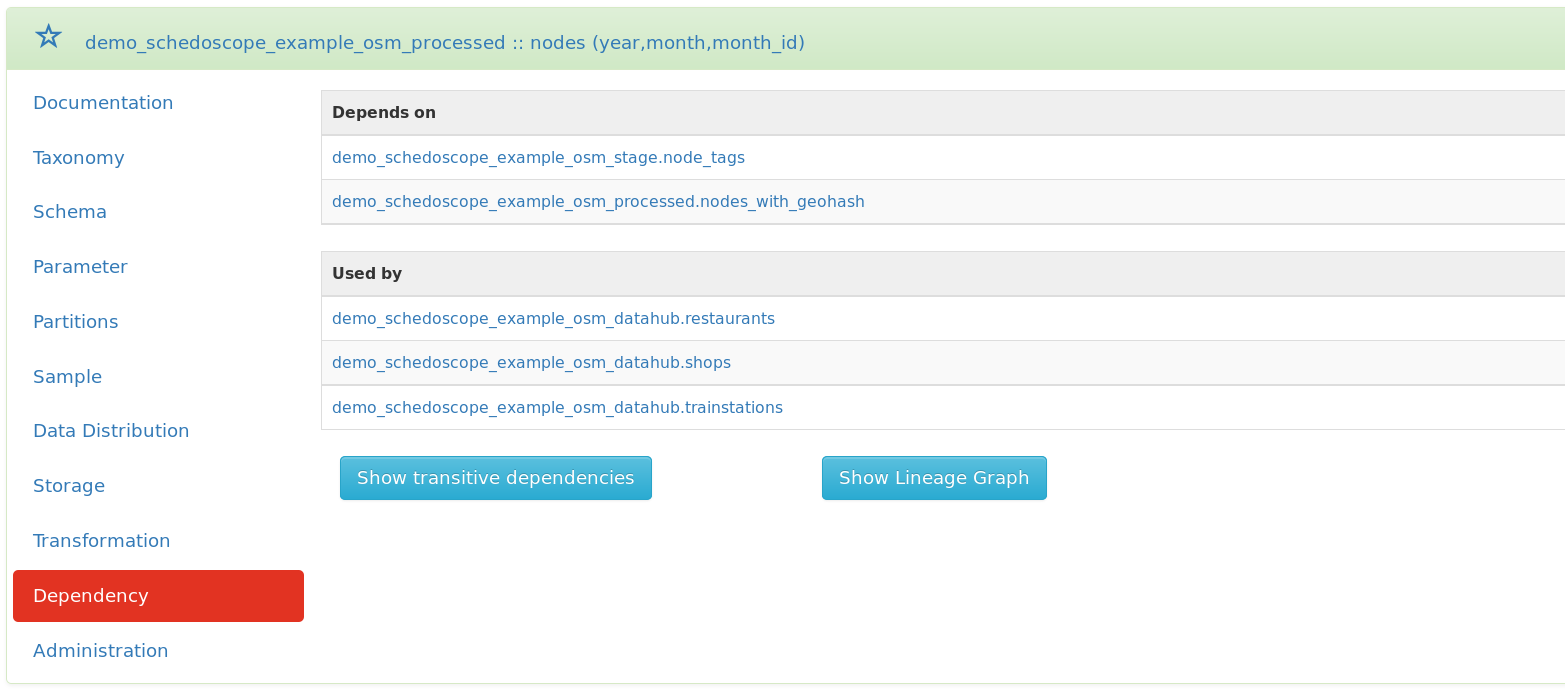 demo_schedoscope_example_osm_processed :: nodes (year,month,month_id)
Documentation
Taxonomy
Schema
Parameter
Partitions
Sample
Data Distribution
Storage
Transformation
Dependency
Administration
Depends on
demo_schedoscope_example_osm_stage.node_tags
demo_schedoscope_example_osm_processed.nodes_with_geohash
Used by
demo_schedoscope_example_osm_datahub.restaurants
demo_schedoscope_example_osm_datahub.shops
demo_schedoscope_example_osm_datahub.trainstations
Show transitive dependencies
Show Lineage Graph